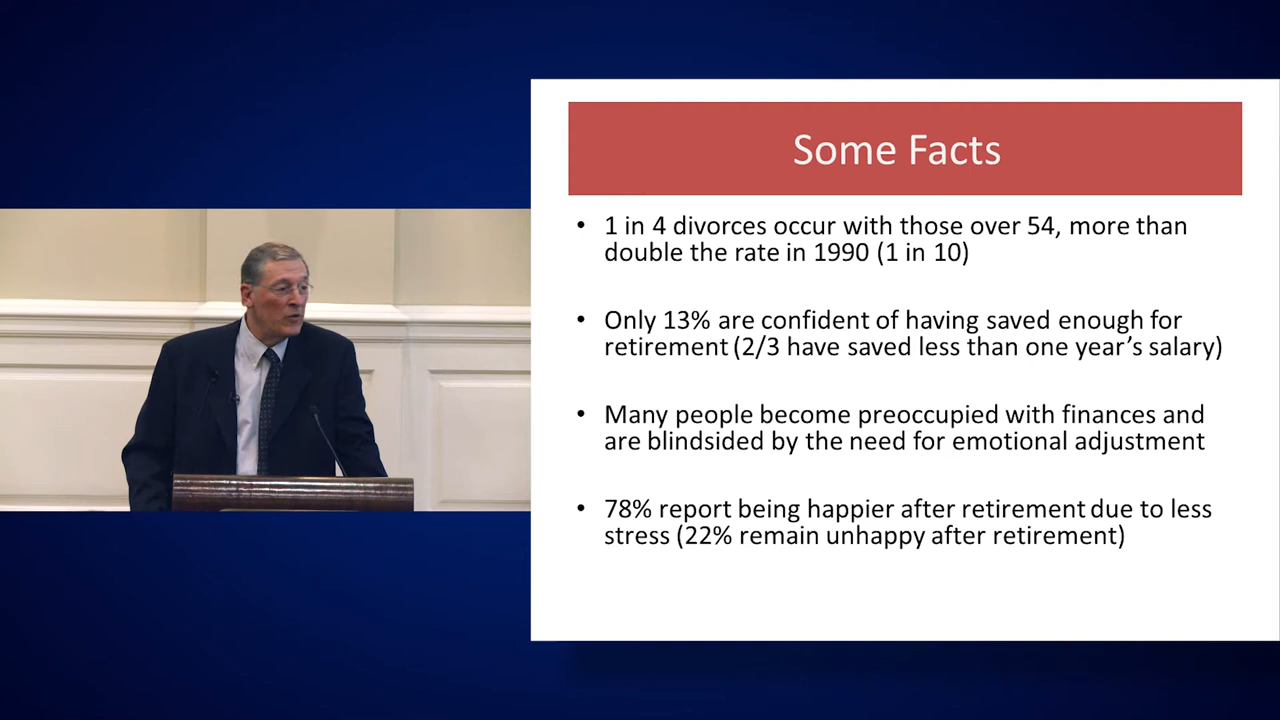 Some Facts
• 1 in 4 divorces occur with those over 54, more than
double the rate in 1990 (1 in 10)
• Only 13% are confident of having saved enough for
retirement (2/3 have saved less than one year's salary)
• Many people become preoccupied with finances and
are blindsided by the need for emotional adjustment
• 78% report being happier after retirement due to less
stress (22% remain unhappy after retirement)